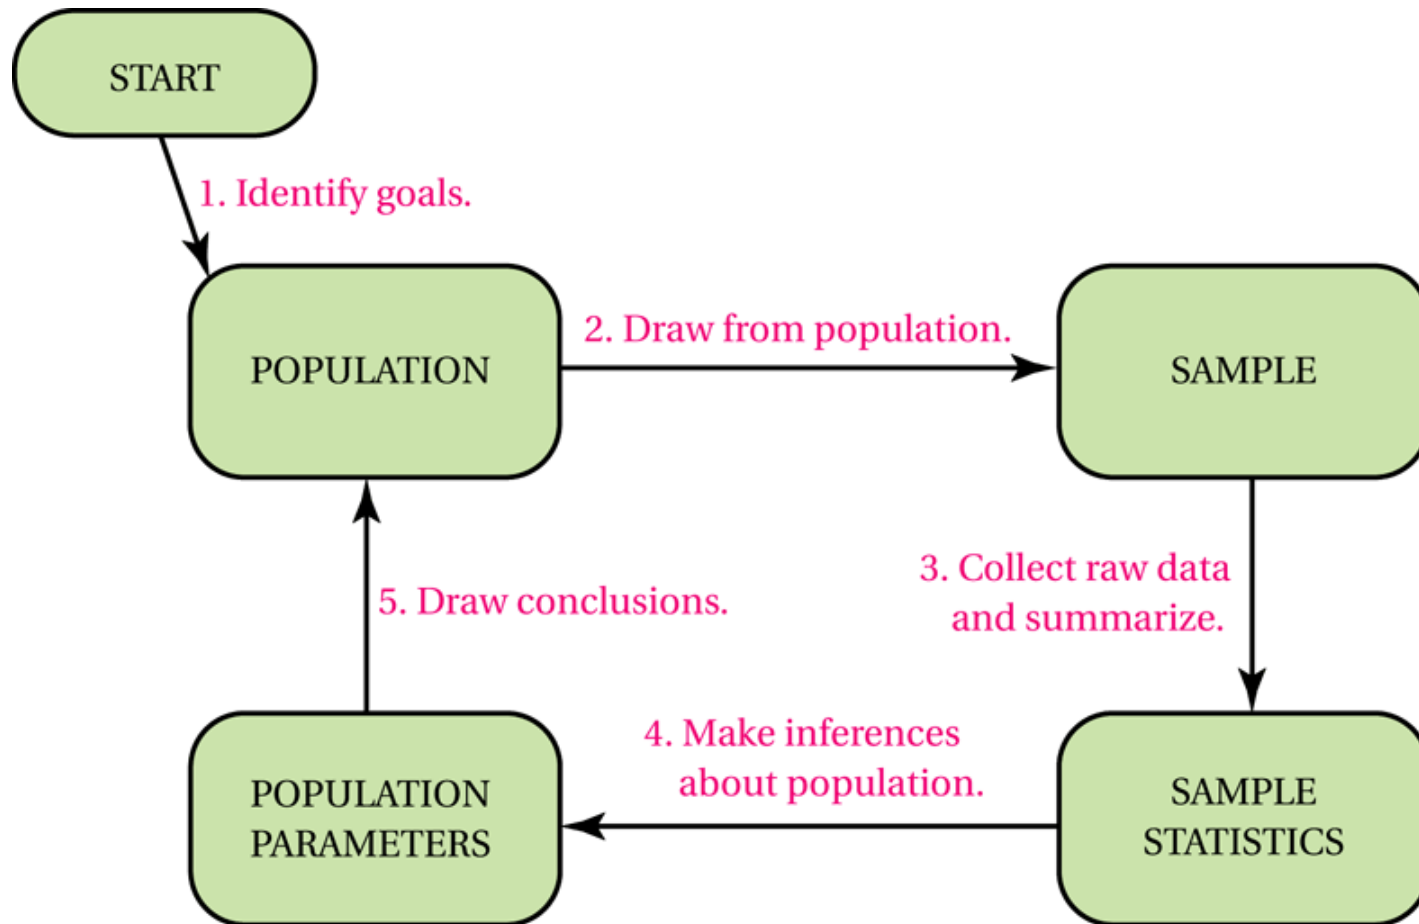 START
1. Identify goals.
2. Draw from population.
POPULATION
SAMPLE
3. Collect raw data
and summarize.
5. Draw conclusions.
4. Make inferences
about population.
POPULATION
PARAMETERS
SAMPLE
STATISTICS